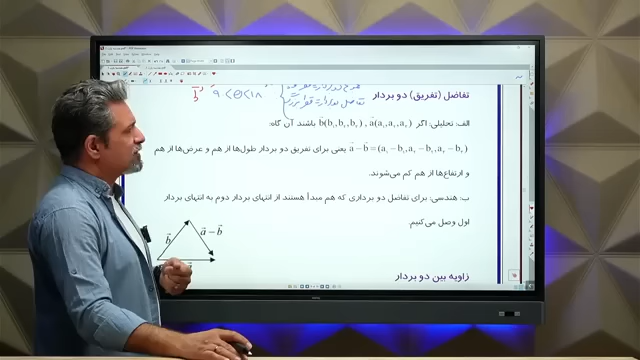 9 < θ < 18
تفاضل (تفریق) دو بردار
الف: تحلیلی: اگر a(a₁,a₂,a₃) , b(b₁,b₂,b₃) باشند آن گاه:
a⃗ − b⃗ = (a₁ − b₁, a₂ − b₂, a₃ − b₃) یعنی برای تفریق دو بردار طول‌ها از هم و عرض‌ها از هم
و ارتفاع‌ها از هم کم می‌شوند.
ب: هندسی: برای تفاضل دو برداری که هم مبدأ هستند از انتهای بردار دوم به انتهای بردار
اول وصل می‌کنیم.
b⃗
a⃗ − b⃗
زاویه بین دو بردار